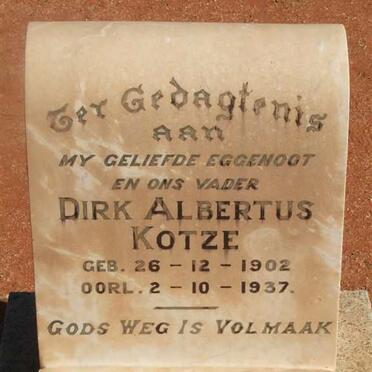 Ter Gedagtenis
aan
MY GELIEFDE EGGENOOT
EN ONS VADER
DIRK ALBERTUS
KOTZE
GEB. 26 - 12 - 1902
OORL. 2 - 10 - 1937.
GODS WEG IS VOLMAAK